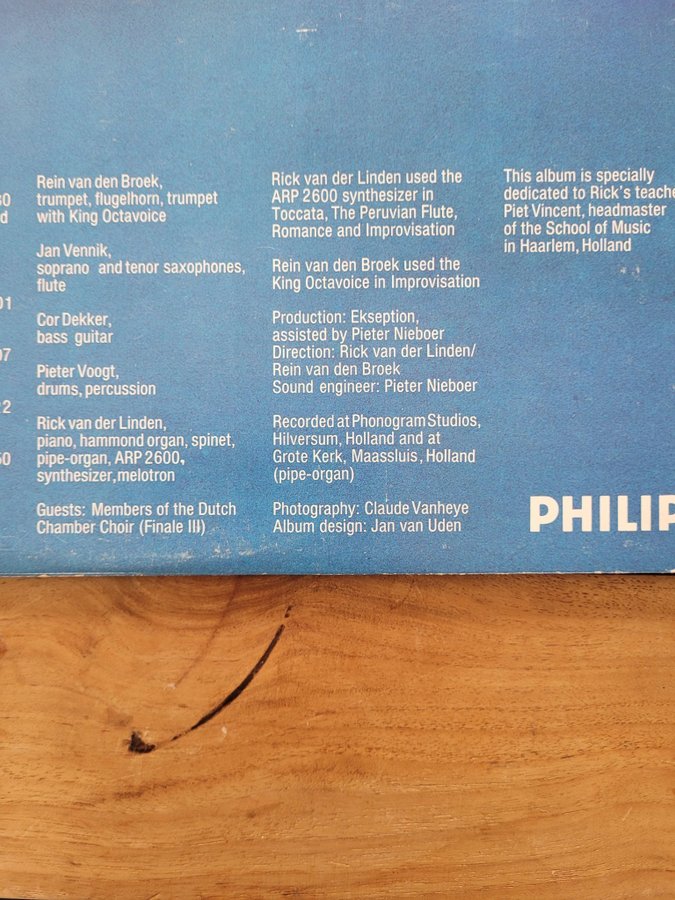 30
d
01
07
22
50
Rein van den Broek,
trumpet, flugelhorn, trumpet
with King Octavoice
Jan Vennik,
soprano and tenor saxophones,
flute
Cor Dekker,
bass guitar
Pieter Voogt,
drums, percussion
Rick van der Linden,
piano, hammond organ, spinet,
pipe-organ, ARP 2600,
synthesizer, melotron
Guests: Members of the Dutch
Chamber Choir (Finale III)
Rick van der Linden used the
ARP 2600 synthesizer in
Toccata, The Peruvian Flute,
Romance and Improvisation
Rein van den Broek used the
King Octavoice in Improvisation
Production: Ekseption,
assisted by Pieter Nieboer
Direction: Rick van der Linden/
Rein van den Broek
Sound engineer: Pieter Nieboer
Recorded at Phonogram Studios,
Hilversum, Holland and at
Grote Kerk, Maassluis, Holland
(pipe-organ)
Photography: Claude Vanheye
Album design: Jan van Uden
This album is specially
dedicated to Rick's teache
Piet Vincent, headmaster
of the School of Music
in Haarlem, Holland
PHILIP